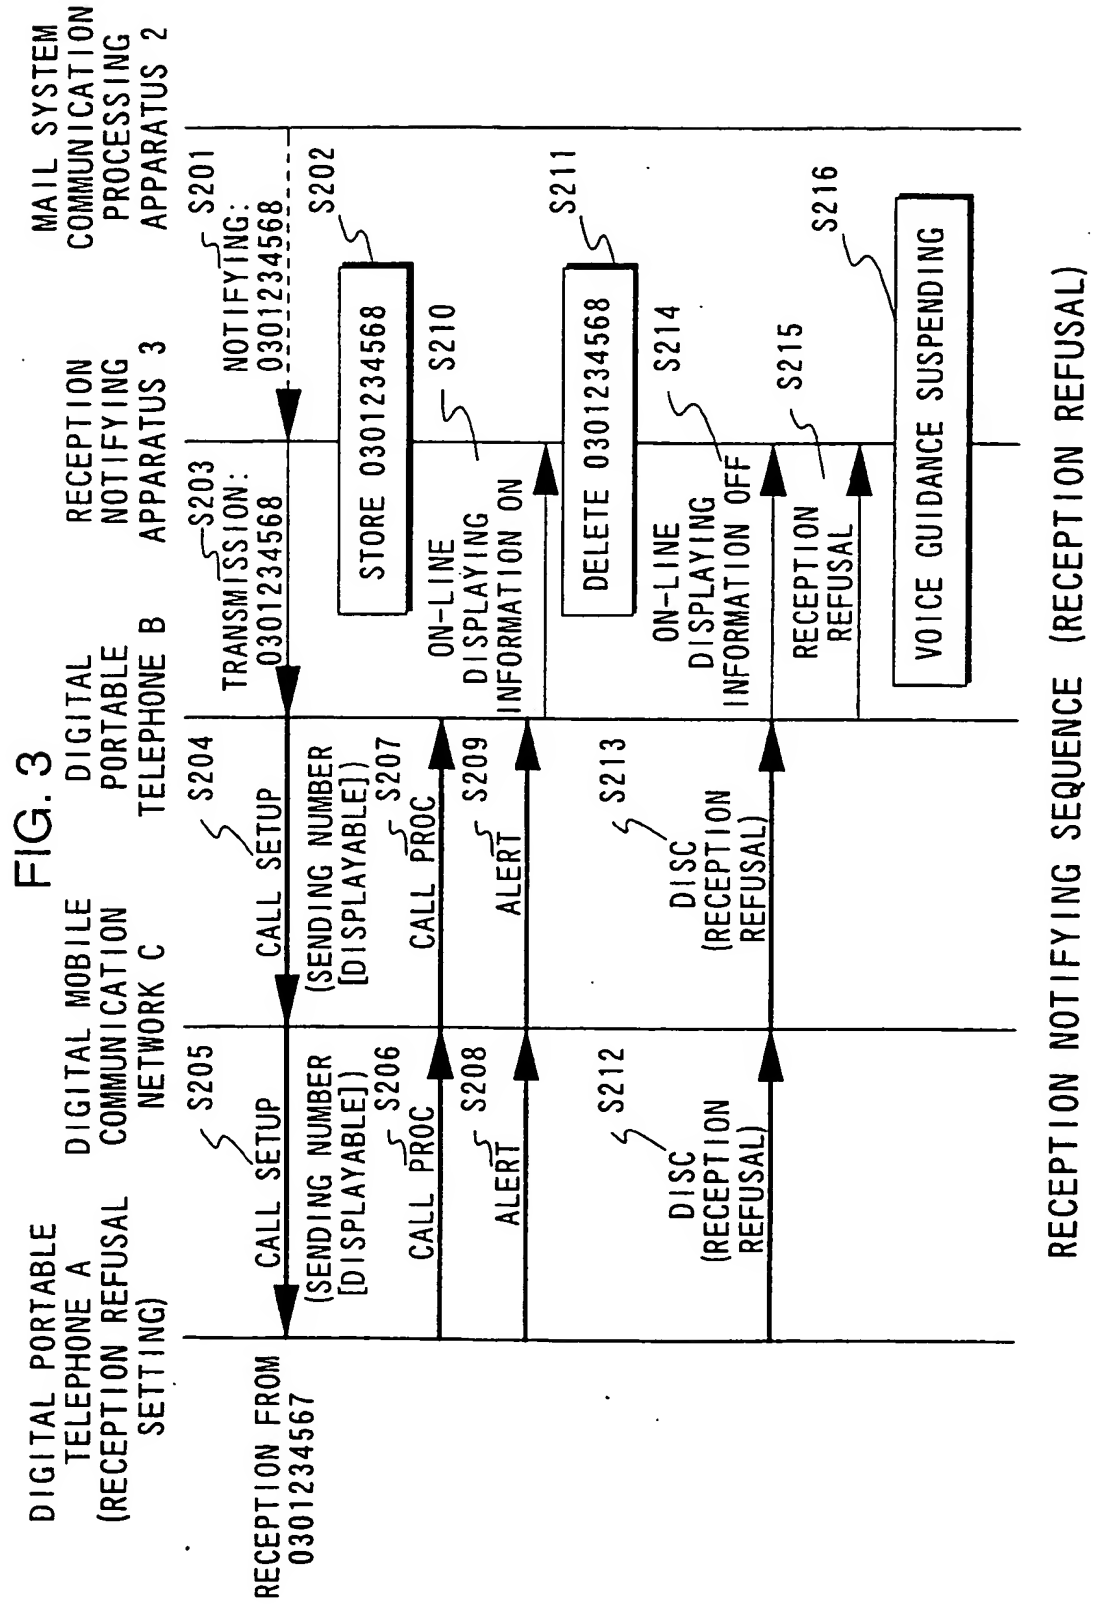 FIG. 3
DIGITAL PORTABLE
TELEPHONE A
(RECEPTION REFUSAL
SETTING)
DIGITAL MOBILE
COMMUNICATION
NETWORK C
DIGITAL
PORTABLE
TELEPHONE B
RECEPTION
NOTIFYING
APPARATUS 3
MAIL SYSTEM
COMMUNICATION
PROCESSING
APPARATUS 2
S201
NOTIFYING:
0301234568
S202
STORE 0301234568
S203
TRANSMISSION:
0301234568
S204
CALL SETUP
(SENDING NUMBER
[DISPLAYABLE])
S205
CALL SETUP
(SENDING NUMBER
[DISPLAYABLE])
RECEPTION FROM
0301234567
S206
CALL PROC
S207
CALL PROC
S208
ALERT
S209
ALERT
S210
ON-LINE
DISPLAYING
INFORMATION ON
S211
DELETE 0301234568
S212
DISC
(RECEPTION
REFUSAL)
S213
DISC
(RECEPTION
REFUSAL)
S214
ON-LINE
DISPLAYING
INFORMATION OFF
S215
RECEPTION
REFUSAL
S216
VOICE GUIDANCE SUSPENDING
RECEPTION NOTIFYING SEQUENCE (RECEPTION REFUSAL)